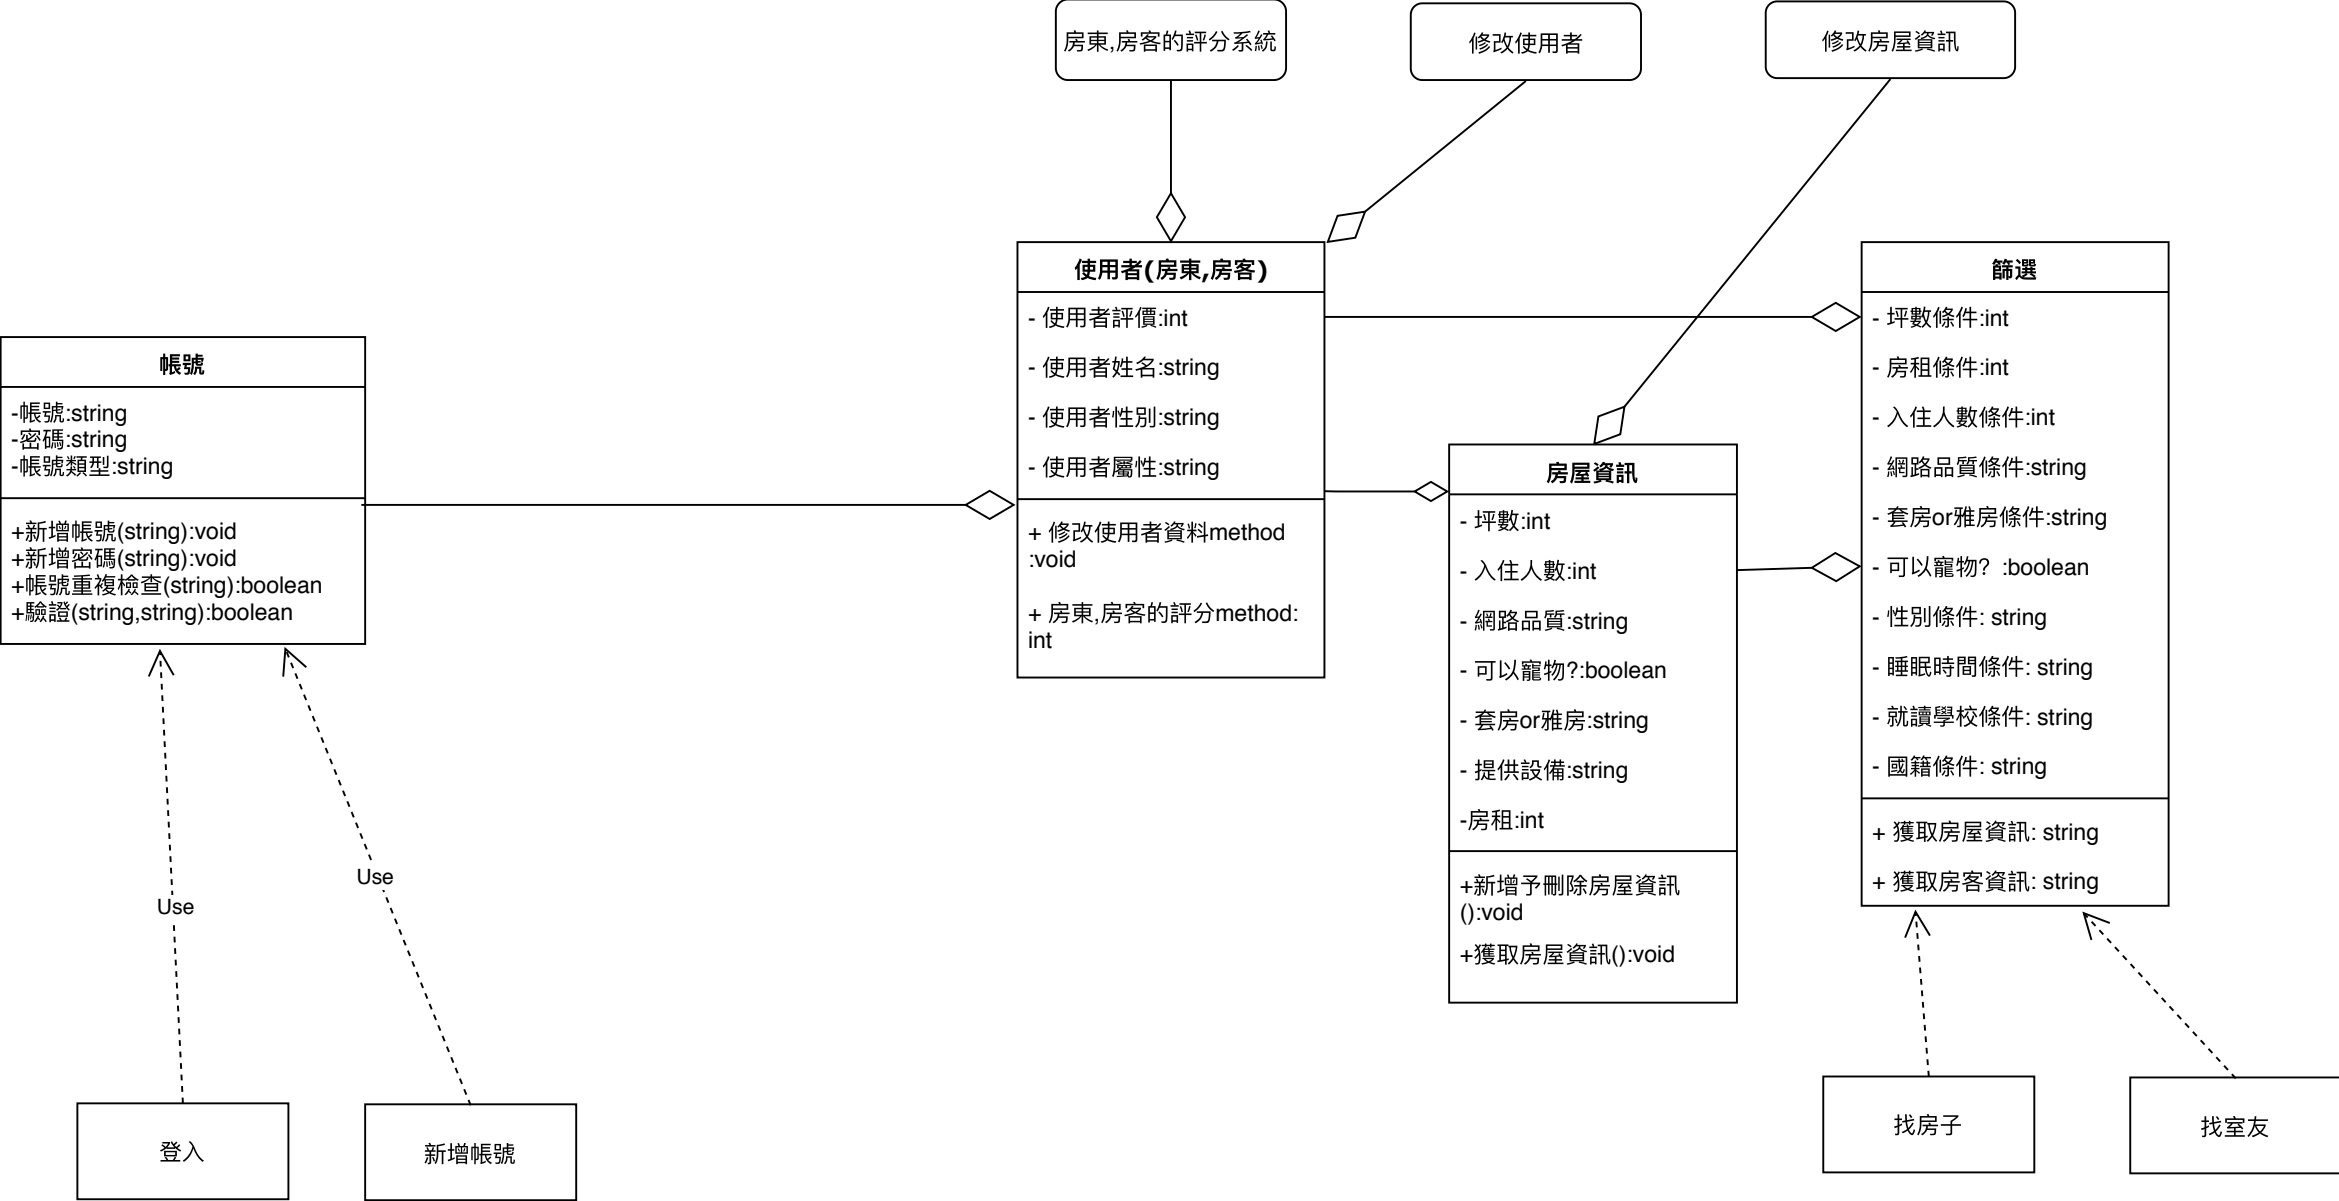 房東,房客的評分系統
修改使用者
修改房屋資訊
使用者(房東,房客)
- 使用者評價:int
- 使用者姓名:string
- 使用者性別:string
- 使用者屬性:string
+ 修改使用者資料method
:void
+ 房東,房客的評分method:
int
篩選
- 坪數條件:int
- 房租條件:int
- 入住人數條件:int
- 網路品質條件:string
- 套房or雅房條件:string
- 可以寵物? :boolean
- 性別條件: string
- 睡眠時間條件: string
- 就讀學校條件: string
- 國籍條件: string
+ 獲取房屋資訊: string
+ 獲取房客資訊: string
帳號
-帳號:string
-密碼:string
-帳號類型:string
+新增帳號(string):void
+新增密碼(string):void
+帳號重複檢查(string):boolean
+驗證(string,string):boolean
房屋資訊
- 坪數:int
- 入住人數:int
- 網路品質:string
- 可以寵物?:boolean
- 套房or雅房:string
- 提供設備:string
-房租:int
+新增予刪除房屋資訊
():void
+獲取房屋資訊():void
Use
Use
登入
新增帳號
找房子
找室友